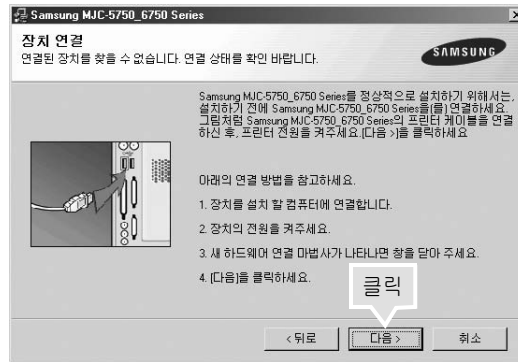 Samsung MJC-5750_6750 Series
장치 연결
연결된 장치를 찾을 수 없습니다. 연결 상태를 확인 바랍니다.
SAMSUNG
Samsung MJC-5750_6750 Series를 정상적으로 설치하기 위해서는,
설치하기 전에 Samsung MJC-5750_6750 Series을(를) 연결하세요.
그림처럼 Samsung MJC-5750_6750 Series의 프린터 케이블을 연결
하신 후, 프린터 전원을 켜주세요.[다음 >]을 클릭하세요
아래의 연결 방법을 참고하세요.
1. 장치를 설치 할 컴퓨터에 연결합니다.
2. 장치의 전원을 켜주세요.
3. 새 하드웨어 연결 마법사가 나타나면 창을 닫아 주세요.
4. [다음]을 클릭하세요.
클릭
< 뒤로
다음 >
취소